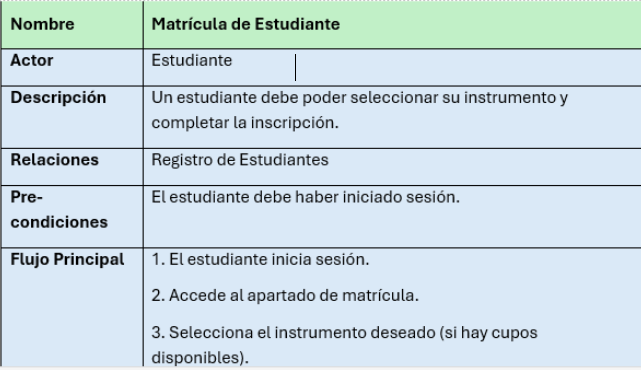 Nombre Matrícula de Estudiante
Actor Estudiante
Descripción Un estudiante debe poder seleccionar su instrumento y
completar la inscripción.
Relaciones Registro de Estudiantes
Pre- El estudiante debe haber iniciado sesión.
condiciones
Flujo Principal 1. El estudiante inicia sesión.
2. Accede al apartado de matrícula.
3. Selecciona el instrumento deseado (si hay cupos
disponibles).